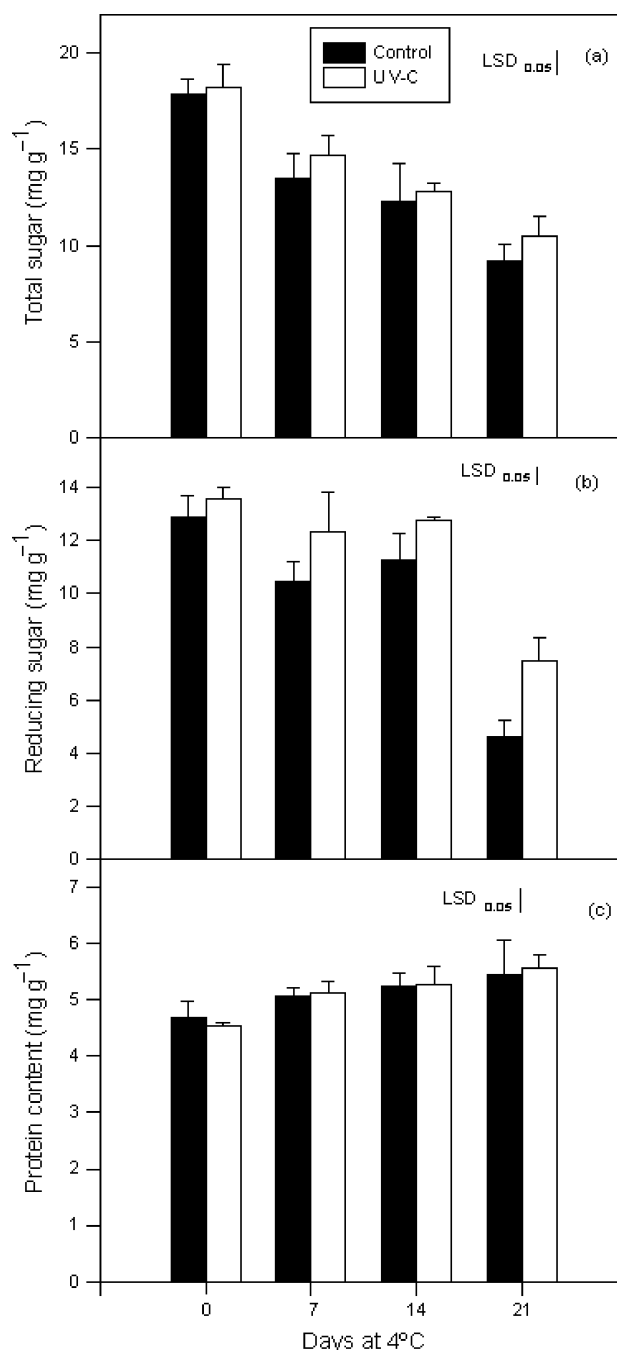 Control
UV-C
LSD 0.05
(a)
20
15
10
5
0
Total sugar (mg g⁻¹)
LSD 0.05
(b)
14
12
10
8
6
4
2
0
Reducing sugar (mg g⁻¹)
LSD 0.05
(c)
7
6
5
4
3
2
1
0
Protein content (mg g⁻¹)
0 7 14 21
Days at 4ºC